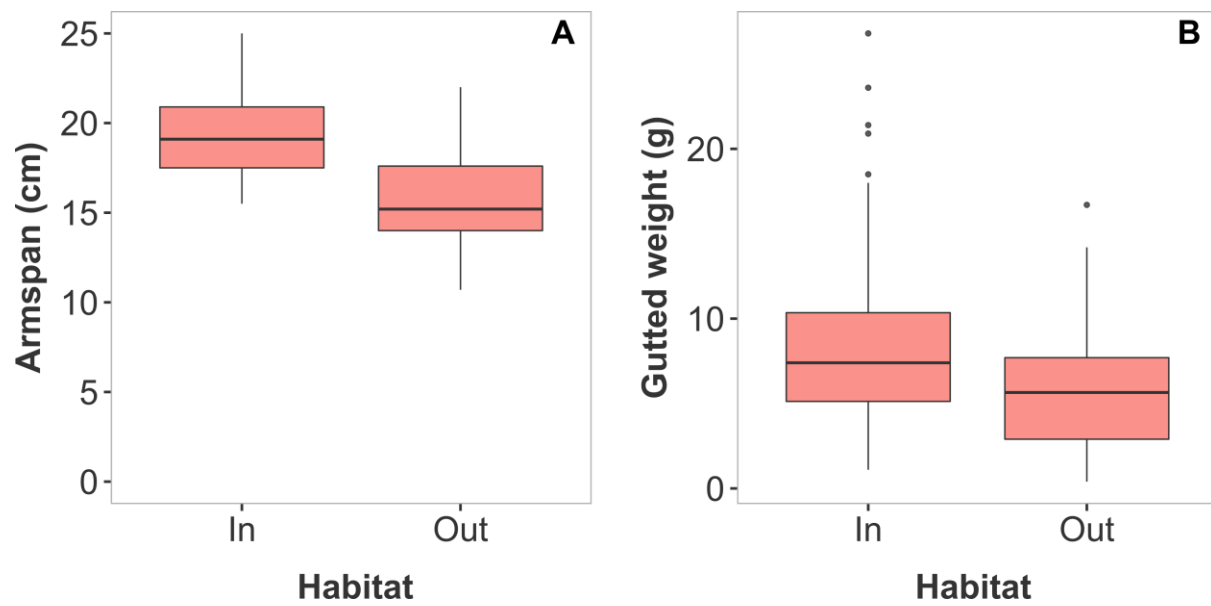 A
Armspan (cm)
25
20
15
10
5
0
In Out
Habitat
B
Gutted weight (g)
20
10
0
In Out
Habitat